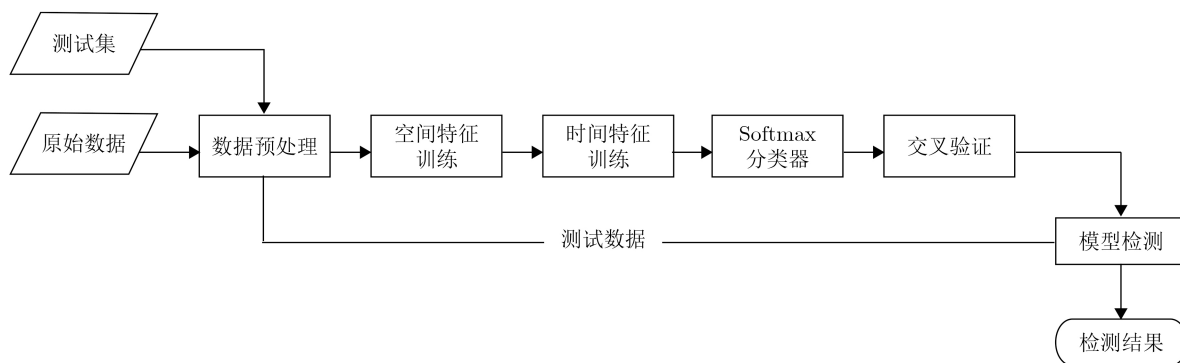 测试集
原始数据
数据预处理
空间特征
训练
时间特征
训练
Softmax
分类器
交叉验证
测试数据
模型检测
检测结果